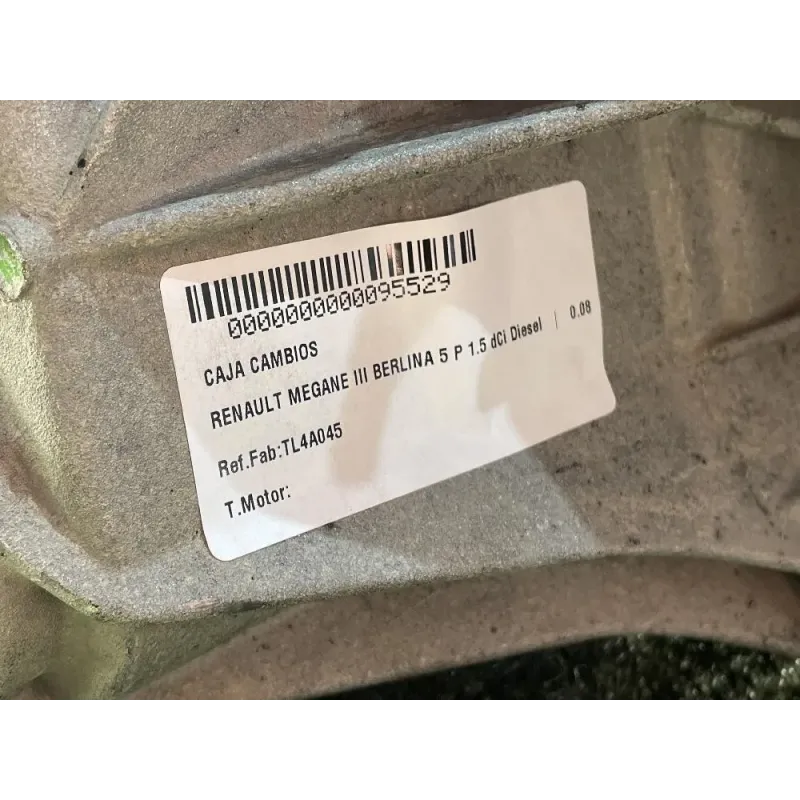 0000000000095529
CAJA CAMBIOS
RENAULT MEGANE III BERLINA 5 P 1.5 dCi Diesel | 0.08
Ref.Fab:TL4A045
T.Motor: